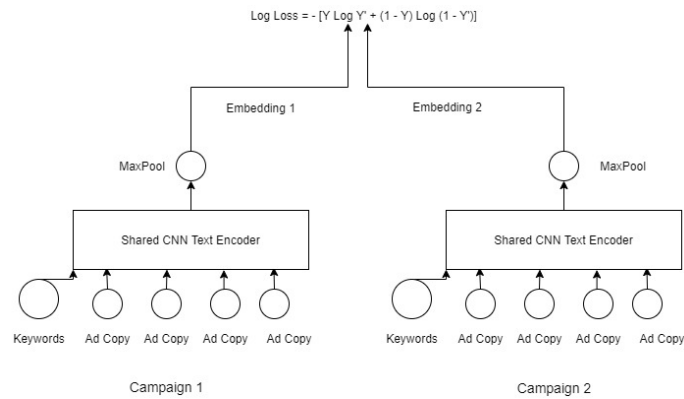 Log Loss = - [Y Log Y' + (1 - Y) Log (1 - Y')]
Embedding 1
Embedding 2
MaxPool
MaxPool
Shared CNN Text Encoder
Shared CNN Text Encoder
Keywords Ad Copy Ad Copy Ad Copy Ad Copy
Keywords Ad Copy Ad Copy Ad Copy Ad Copy
Campaign 1
Campaign 2